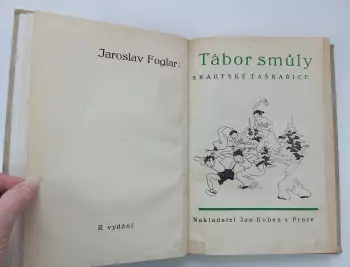 Jaroslav Foglar:
II. vydání
Tábor smůly
SKAUTSKÉ TAŠKAŘICE
Nakladatel Jan Kobes v Praze